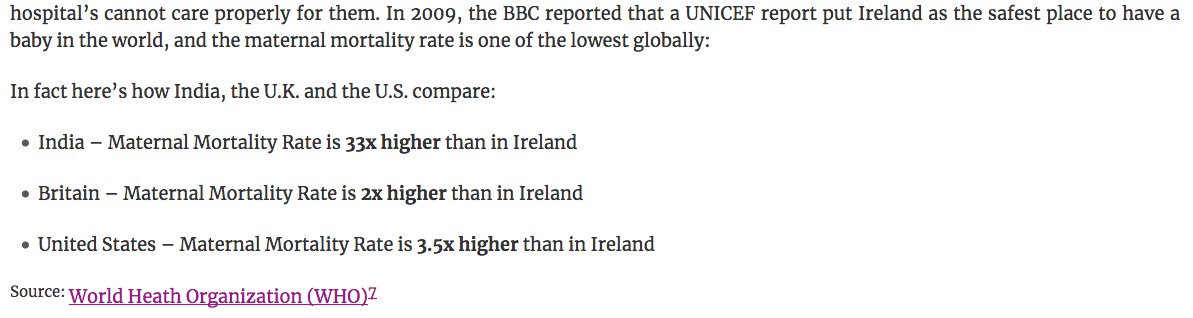 hospital’s cannot care properly for them. In 2009, the BBC reported that a UNICEF report put Ireland as the safest place to have a
baby in the world, and the maternal mortality rate is one of the lowest globally:
In fact here’s how India, the U.K. and the U.S. compare:
• India – Maternal Mortality Rate is 33x higher than in Ireland
• Britain – Maternal Mortality Rate is 2x higher than in Ireland
• United States – Maternal Mortality Rate is 3.5x higher than in Ireland
Source: World Heath Organization (WHO)7